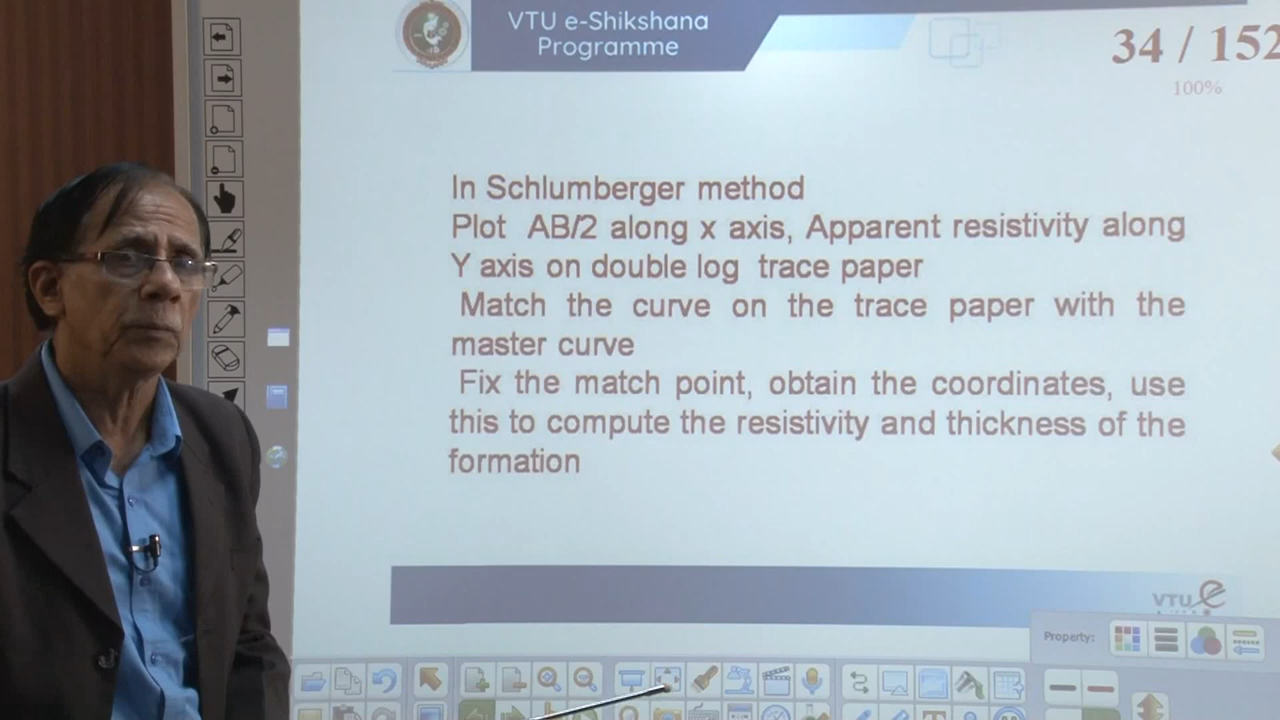 VTU e-Shikshana
Programme
34 / 152
100%
In Schlumberger method
Plot AB/2 along x axis, Apparent resistivity along
Y axis on double log trace paper
Match the curve on the trace paper with the
master curve
Fix the match point, obtain the coordinates, use
this to compute the resistivity and thickness of the
formation
VTU e
Property: